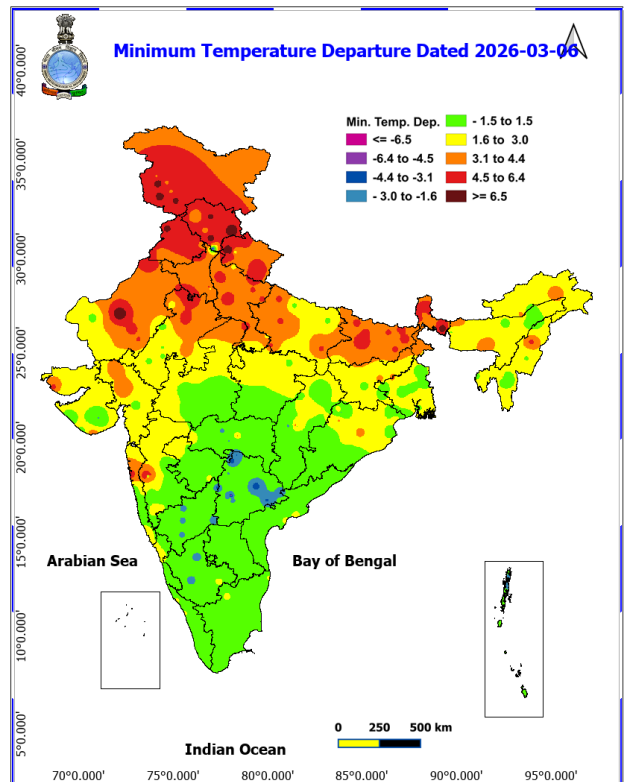 Minimum Temperature Departure Dated 2026-03-06
Min. Temp. Dep.
<= -6.5
-6.4 to -4.5
-4.4 to -3.1
- 3.0 to -1.6
- 1.5 to 1.5
1.6 to 3.0
3.1 to 4.4
4.5 to 6.4
>= 6.5
40°0.000'
35°0.000'
30°0.000'
25°0.000'
20°0.000'
15°0.000'
10°0.000'
5°0.000'
Arabian Sea
Bay of Bengal
Indian Ocean
0 250 500 km
70°0.000' 75°0.000' 80°0.000' 85°0.000' 90°0.000' 95°0.000'